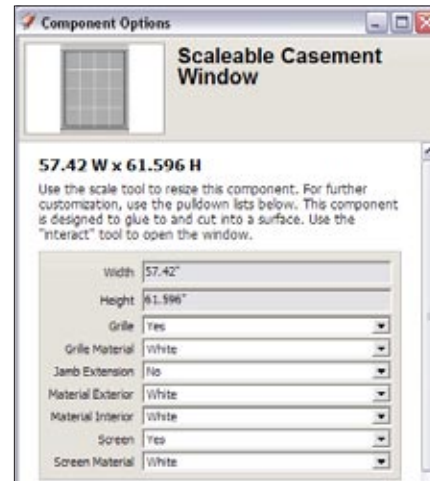 Component Options
Scaleable Casement
Window
57.42 W x 61.596 H
Use the scale tool to resize this component. For further
customization, use the pulldown lists below. This component
is designed to glue to and cut into a surface. Use the
"interact" tool to open the window.
Width 57.42"
Height 61.596"
Grille Yes
Grille Material White
Jamb Extension No
Material Exterior White
Material Interior White
Screen Yes
Screen Material White